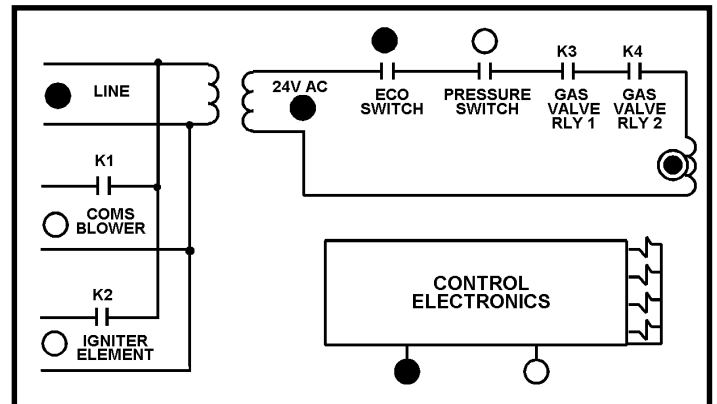 LINE
24V AC
ECO
SWITCH
PRESSURE
SWITCH
K3
GAS
VALVE
RLY 1
K4
GAS
VALVE
RLY 2
K1
COMS
BLOWER
K2
IGNITER
ELEMENT
CONTROL
ELECTRONICS